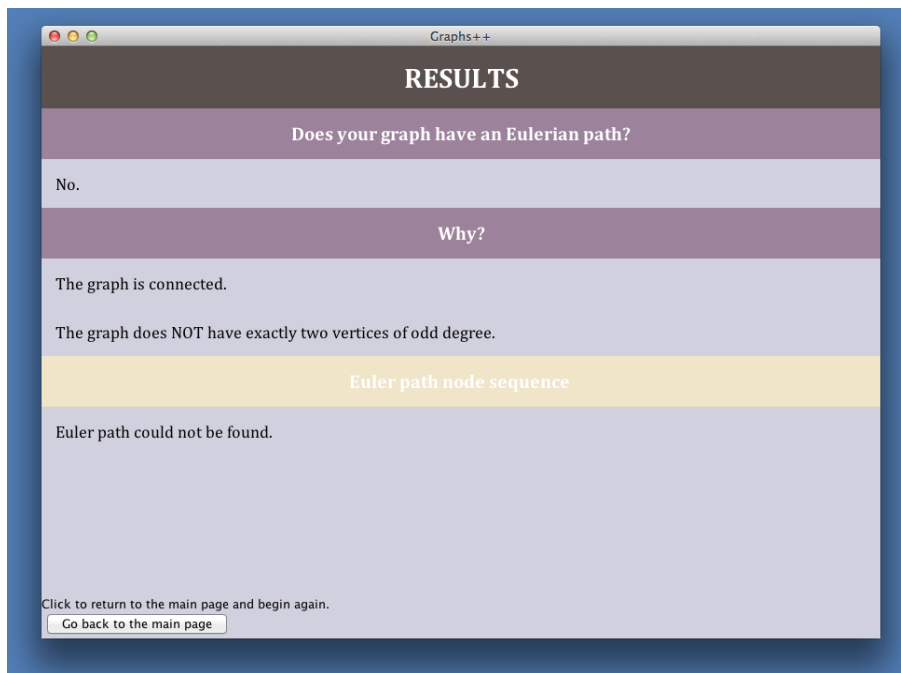 Graphs++
RESULTS
Does your graph have an Eulerian path?
No.
Why?
The graph is connected.
The graph does NOT have exactly two vertices of odd degree.
Euler path node sequence
Euler path could not be found.
Click to return to the main page and begin again.
Go back to the main page